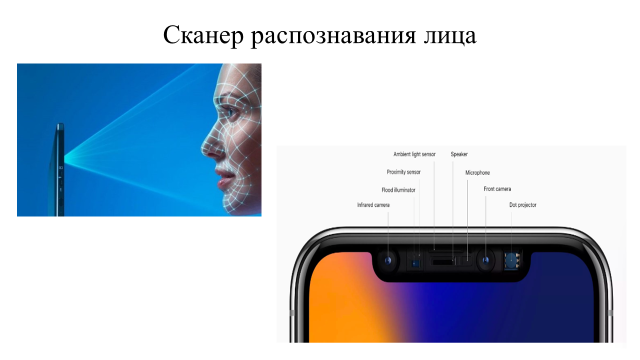 Сканер распознавания лица
Ambient light sensor
Speaker
Proximity sensor
Microphone
Flood illuminator
Front camera
Infrared camera
Dot projector